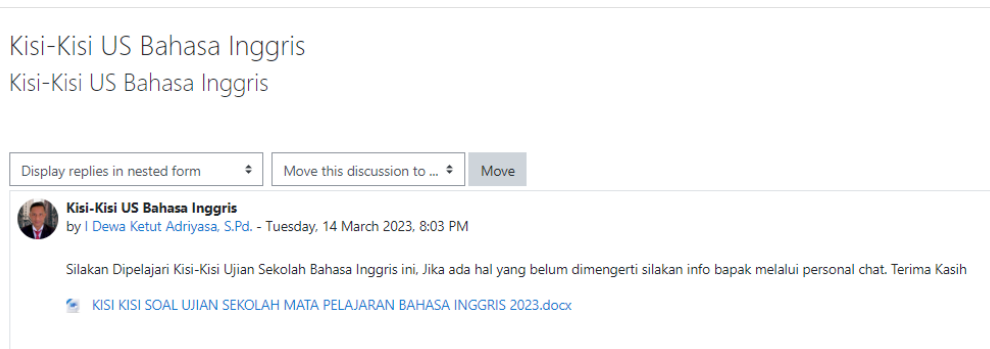 Kisi-Kisi US Bahasa Inggris
Kisi-Kisi US Bahasa Inggris
Display replies in nested form Move this discussion to ... Move
Kisi-Kisi US Bahasa Inggris
by I Dewa Ketut Adriyasa, S.Pd. - Tuesday, 14 March 2023, 8:03 PM
Silakan Dipelajari Kisi-Kisi Ujian Sekolah Bahasa Inggris ini, Jika ada hal yang belum dimengerti silakan info bapak melalui personal chat. Terima Kasih
KISI KISI SOAL UJIAN SEKOLAH MATA PELAJARAN BAHASA INGGRIS 2023.docx